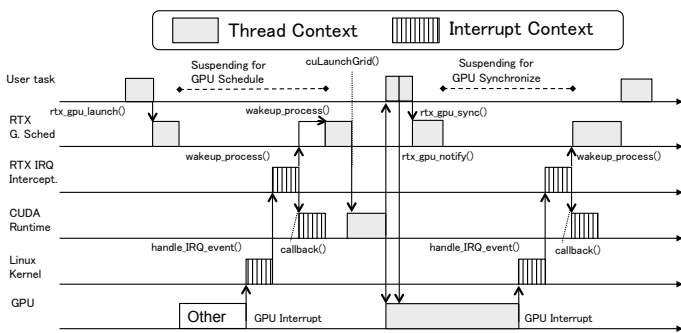 Thread Context
Interrupt Context
cuLaunchGrid()
Suspending for
GPU Schedule
Suspending for
GPU Synchronize
User task
rtx_gpu_launch()
wakeup_process()
rtx_gpu_sync()
RTX
G. Sched
wakeup_process()
rtx_gpu_notify()
wakeup_process()
RTX IRQ
Intercept.
CUDA
Runtime
handle_IRQ_event()
callback()
handle_IRQ_event()
callback()
Linux
Kernel
GPU
Other
GPU Interrupt
GPU Interrupt